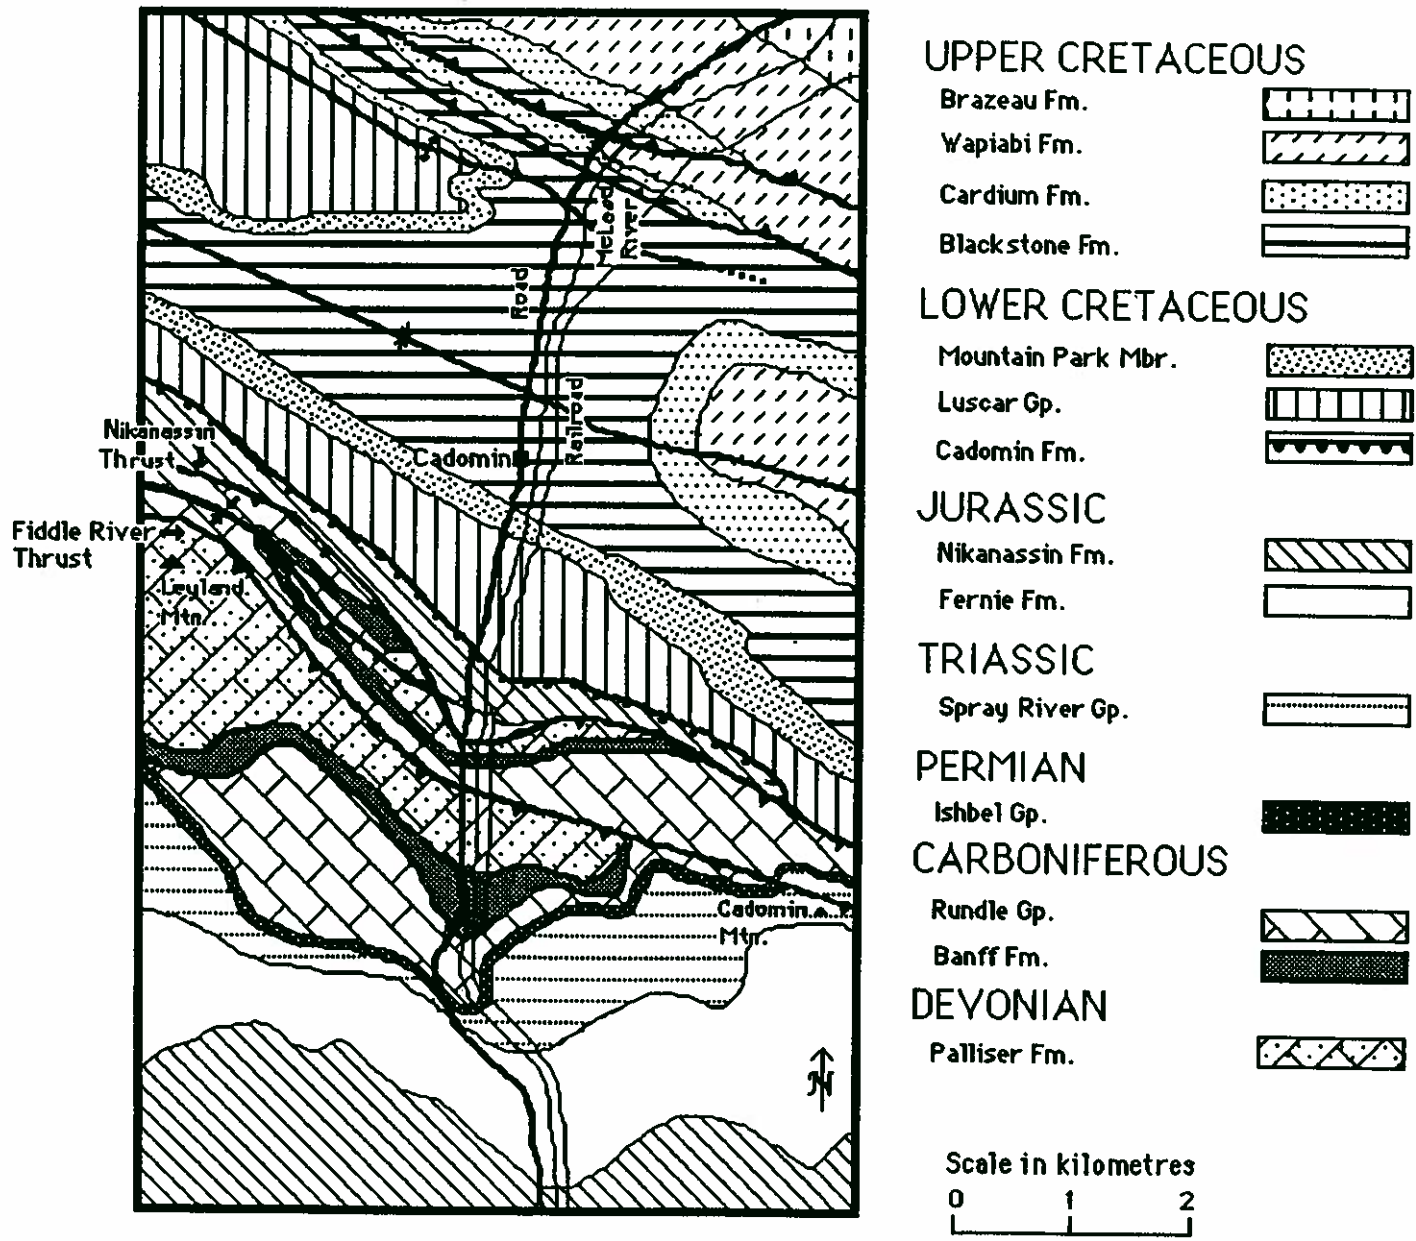 McLeod
River
Road
Railroad
Cadomin
Nikanassin
Thrust
Fiddle River
Thrust
Leyland
Mtn.
Cadomin
Mtn.
N
UPPER CRETACEOUS
Brazeau Fm.
Wapiabi Fm.
Cardium Fm.
Blackstone Fm.
LOWER CRETACEOUS
Mountain Park Mbr.
Luscar Gp.
Cadomin Fm.
JURASSIC
Nikanassin Fm.
Fernie Fm.
TRIASSIC
Spray River Gp.
PERMIAN
Ishbel Gp.
CARBONIFEROUS
Rundle Gp.
Banff Fm.
DEVONIAN
Palliser Fm.
Scale in kilometres
0 1 2